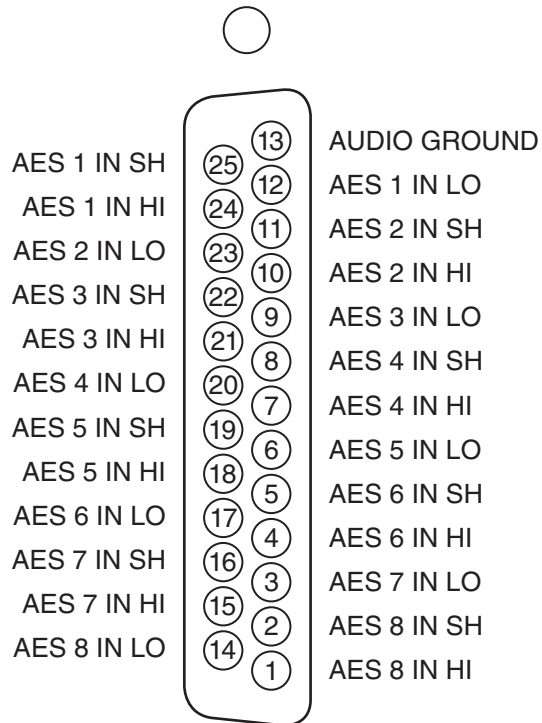 13 AUDIO GROUND
AES 1 IN SH 25
12 AES 1 IN LO
AES 1 IN HI 24
11 AES 2 IN SH
AES 2 IN LO 23
10 AES 2 IN HI
AES 3 IN SH 22
9 AES 3 IN LO
AES 3 IN HI 21
8 AES 4 IN SH
AES 4 IN LO 20
7 AES 4 IN HI
AES 5 IN SH 19
6 AES 5 IN LO
AES 5 IN HI 18
5 AES 6 IN SH
AES 6 IN LO 17
4 AES 6 IN HI
AES 7 IN SH 16
3 AES 7 IN LO
AES 7 IN HI 15
2 AES 8 IN SH
AES 8 IN LO 14
1 AES 8 IN HI